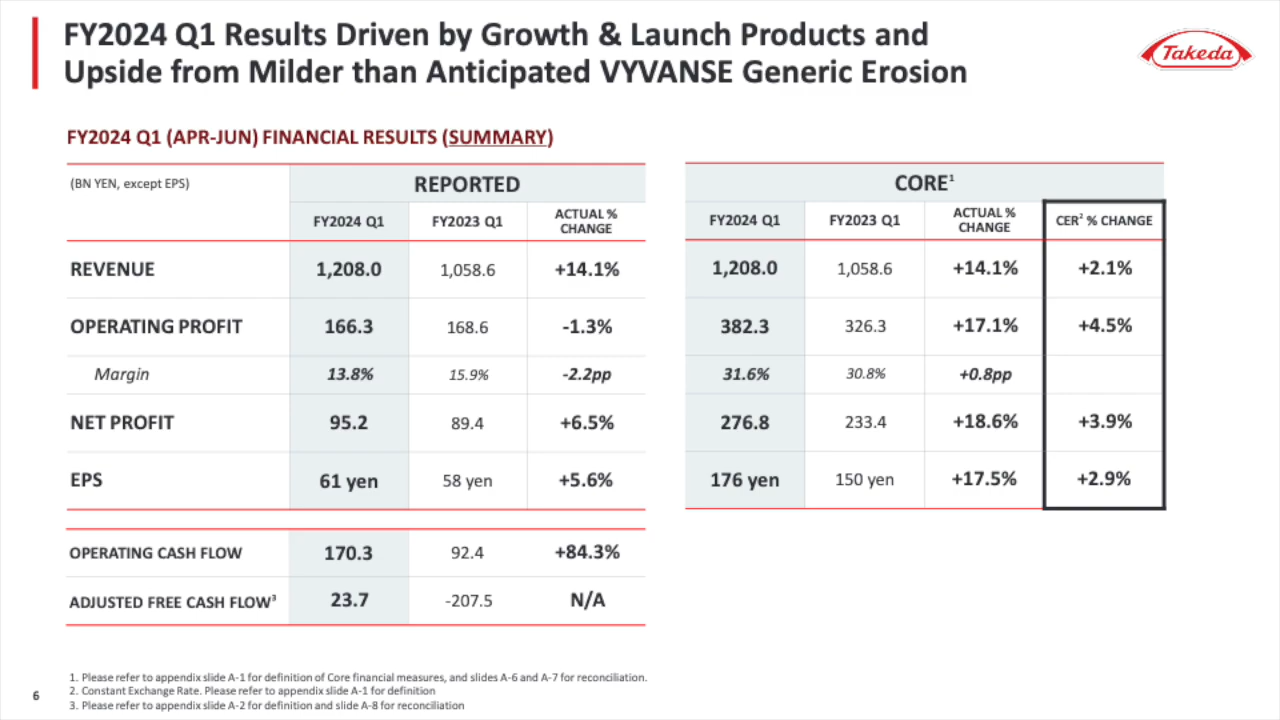 FY2024 Q1 Results Driven by Growth & Launch Products and
Upside from Milder than Anticipated VYVANSE Generic Erosion
Takeda
FY2024 Q1 (APR-JUN) FINANCIAL RESULTS (SUMMARY)
(BN YEN, except EPS) REPORTED
FY2024 Q1 FY2023 Q1 ACTUAL % CHANGE
REVENUE 1,208.0 1,058.6 +14.1%
OPERATING PROFIT 166.3 168.6 -1.3%
Margin 13.8% 15.9% -2.2pp
NET PROFIT 95.2 89.4 +6.5%
EPS 61 yen 58 yen +5.6%
OPERATING CASH FLOW 170.3 92.4 +84.3%
ADJUSTED FREE CASH FLOW³ 23.7 -207.5 N/A
CORE¹
FY2024 Q1 FY2023 Q1 ACTUAL % CHANGE CER² % CHANGE
1,208.0 1,058.6 +14.1% +2.1%
382.3 326.3 +17.1% +4.5%
31.6% 30.8% +0.8pp
276.8 233.4 +18.6% +3.9%
176 yen 150 yen +17.5% +2.9%
1. Please refer to appendix slide A-1 for definition of Core financial measures, and slides A-6 and A-7 for reconciliation.
2. Constant Exchange Rate. Please refer to appendix slide A-1 for definition
3. Please refer to appendix slide A-2 for definition and slide A-8 for reconciliation
6